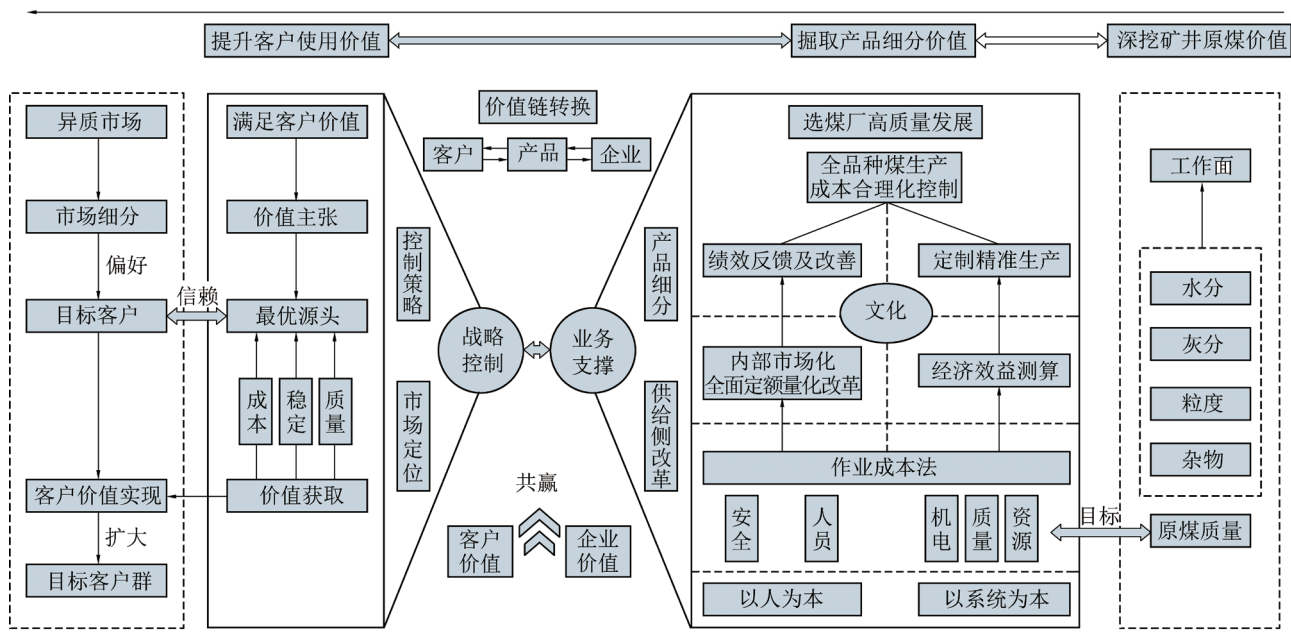 提升客户使用价值
掘取产品细分价值
深挖矿井原煤价值
异质市场
市场细分
偏好
目标客户
信赖
客户价值实现
扩大
目标客户群
满足客户价值
价值主张
最优源头
成本
稳定
质量
价值获取
价值链转换
客户
产品
企业
控制策略
市场定位
战略
控制
业务
支撑
产品细分
供给侧改革
共赢
客户
价值
企业
价值
选煤厂高质量发展
全品种煤生产
成本合理化控制
绩效反馈及改善
定制精准生产
文化
内部市场化
全面定额量化改革
经济效益测算
作业成本法
安全
人员
机电
质量
资源
以人为本
以系统为本
目标
工作面
水分
灰分
粒度
杂物
原煤质量